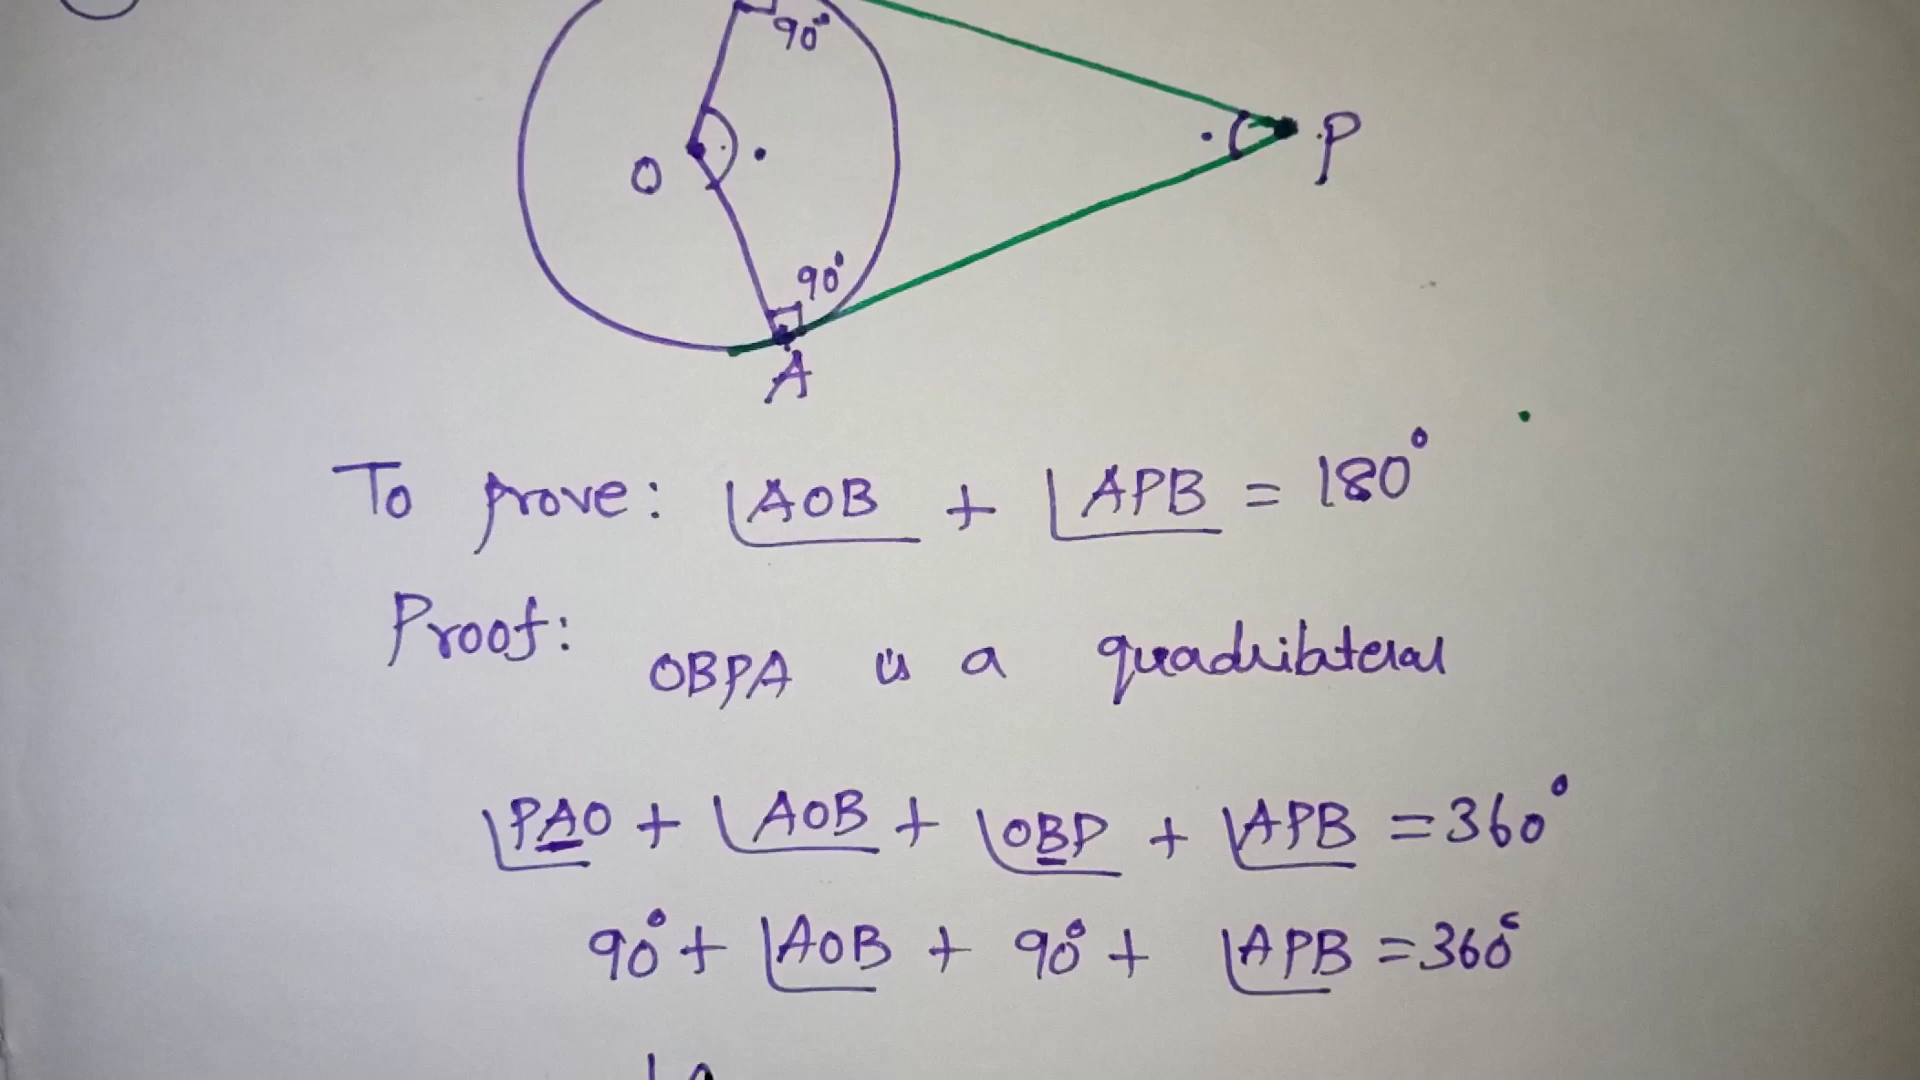 90°
P
O
90°
A
To prove: ∠AOB + ∠APB = 180°
Proof: OBPA is a quadrilateral
∠PAO + ∠AOB + ∠OBP + ∠APB = 360°
90° + ∠AOB + 90° + ∠APB = 360°